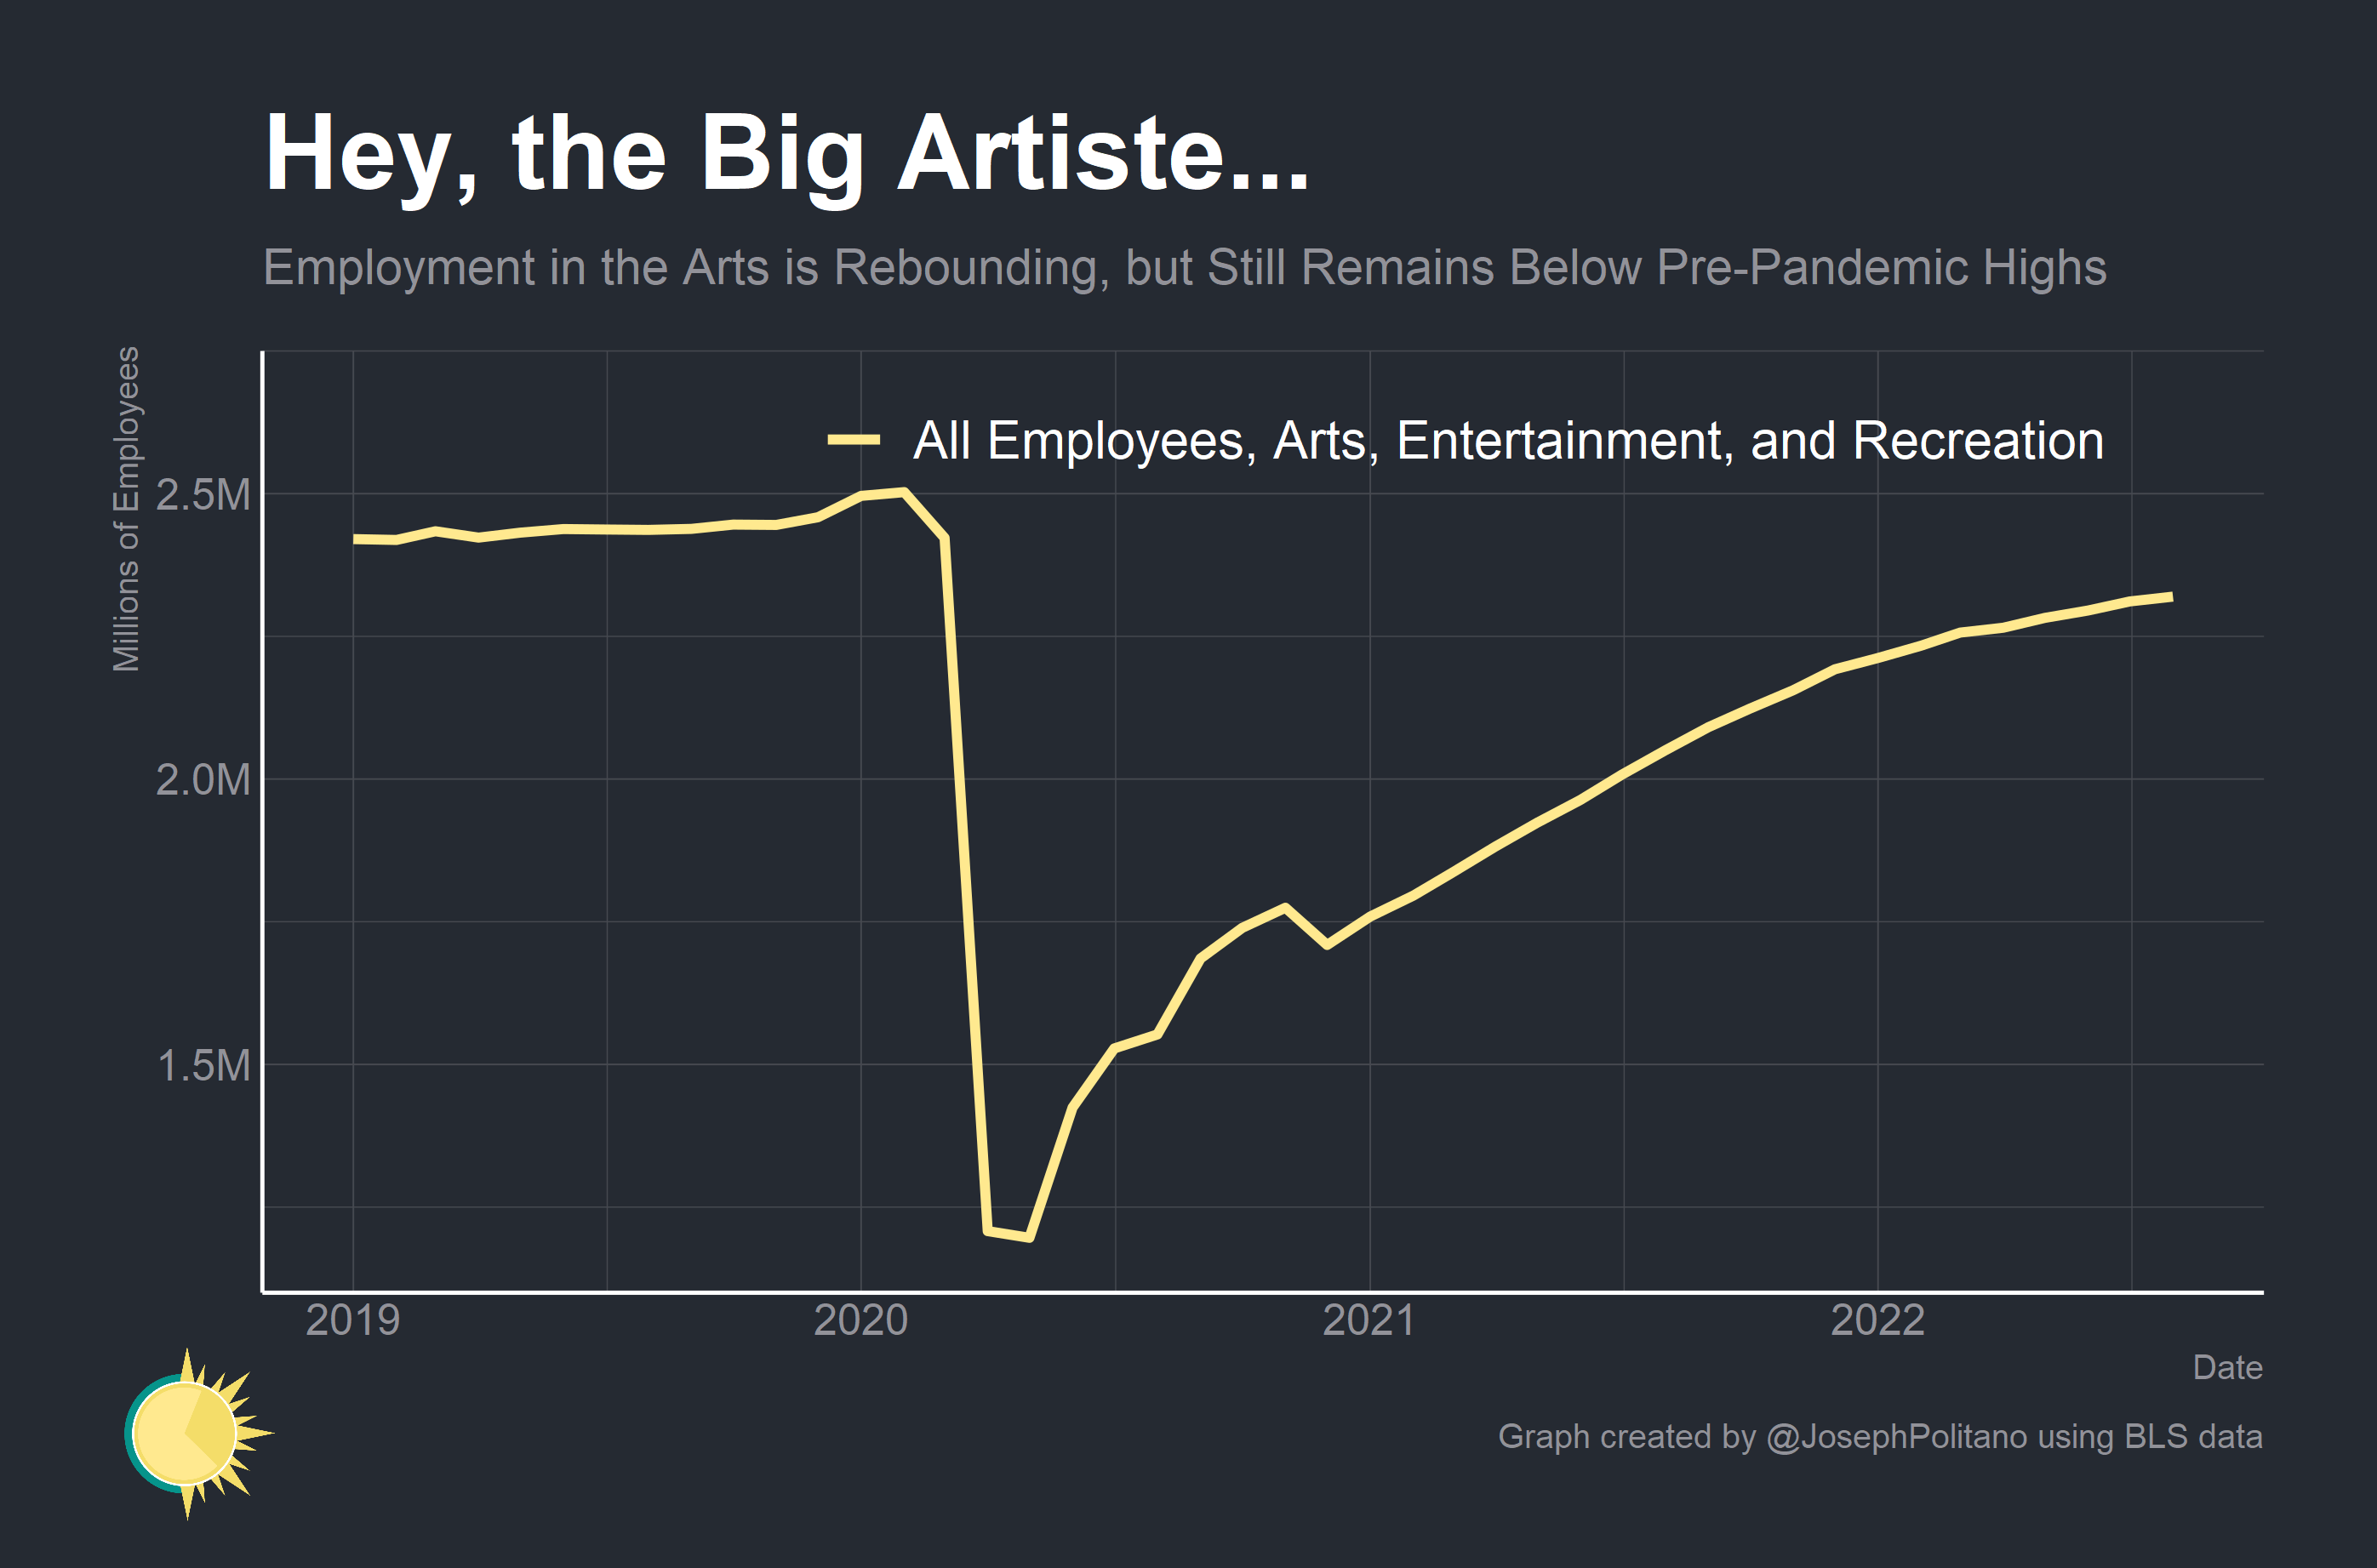 Hey, the Big Artiste...
Employment in the Arts is Rebounding, but Still Remains Below Pre-Pandemic Highs
Millions of Employees
All Employees, Arts, Entertainment, and Recreation
2.5M
2.0M
1.5M
2019
2020
2021
2022
Date
Graph created by @JosephPolitano using BLS data